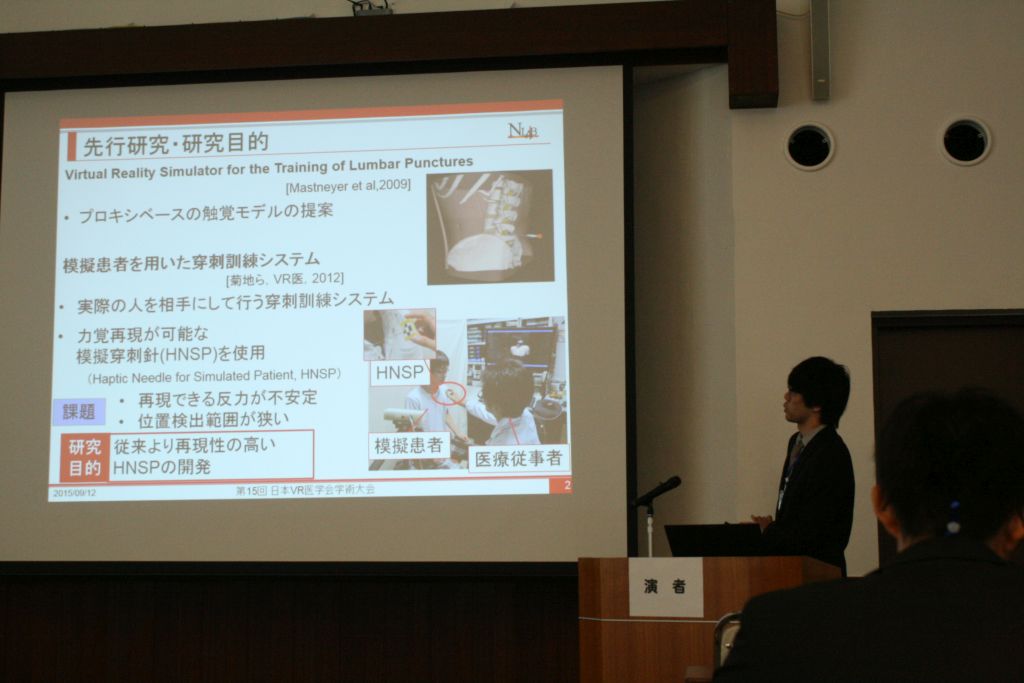 先行研究・研究目的
NLAB
Virtual Reality Simulator for the Training of Lumbar Punctures
[Mastneyer et al,2009]
• プロキシベースの触覚モデルの提案
模擬患者を用いた穿刺訓練システム
[菊地ら, VR医, 2012]
• 実際の人を相手にして行う穿刺訓練システム
• 力覚再現が可能な
模擬穿刺針(HNSP)を使用
（Haptic Needle for Simulated Patient, HNSP）
HNSP
課題
• 再現できる反力が不安定
• 位置検出範囲が狭い
模擬患者
医療従事者
研究
目的
従来より再現性の高い
HNSPの開発
2015/09/12
第15回 日本VR医学会学術大会
2
演者